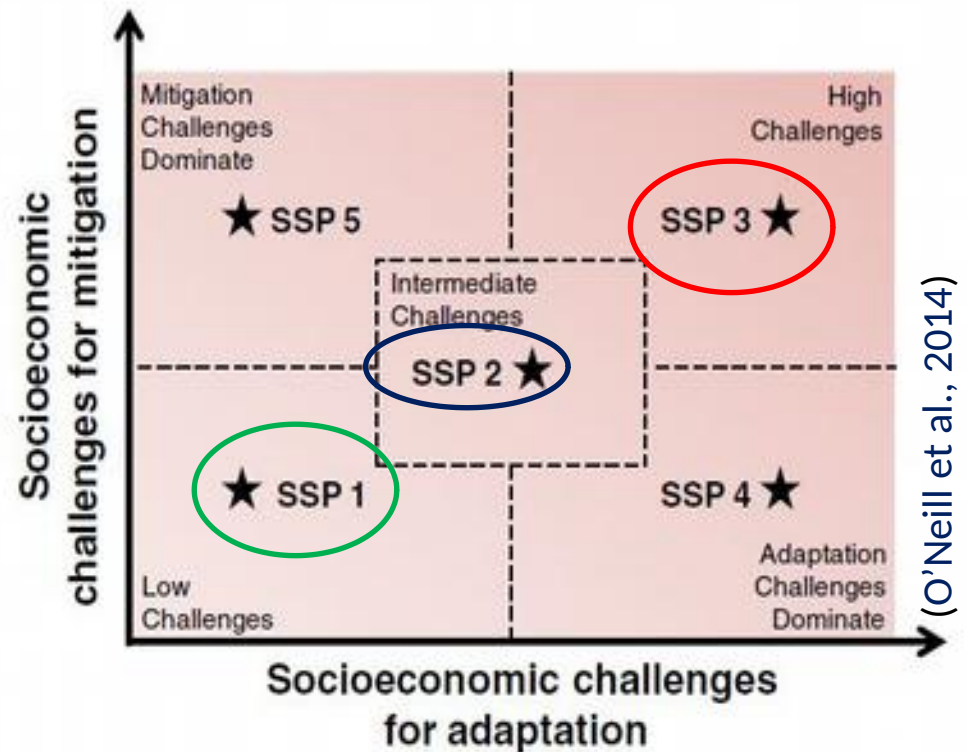 Socioeconomic
challenges for mitigation
Mitigation
Challenges
Dominate
High
Challenges
SSP 5
SSP 3
Intermediate
Challenges
SSP 2
SSP 1
SSP 4
Low
Challenges
Adaptation
Challenges
Dominate
Socioeconomic challenges
for adaptation
(O’Neill et al., 2014)